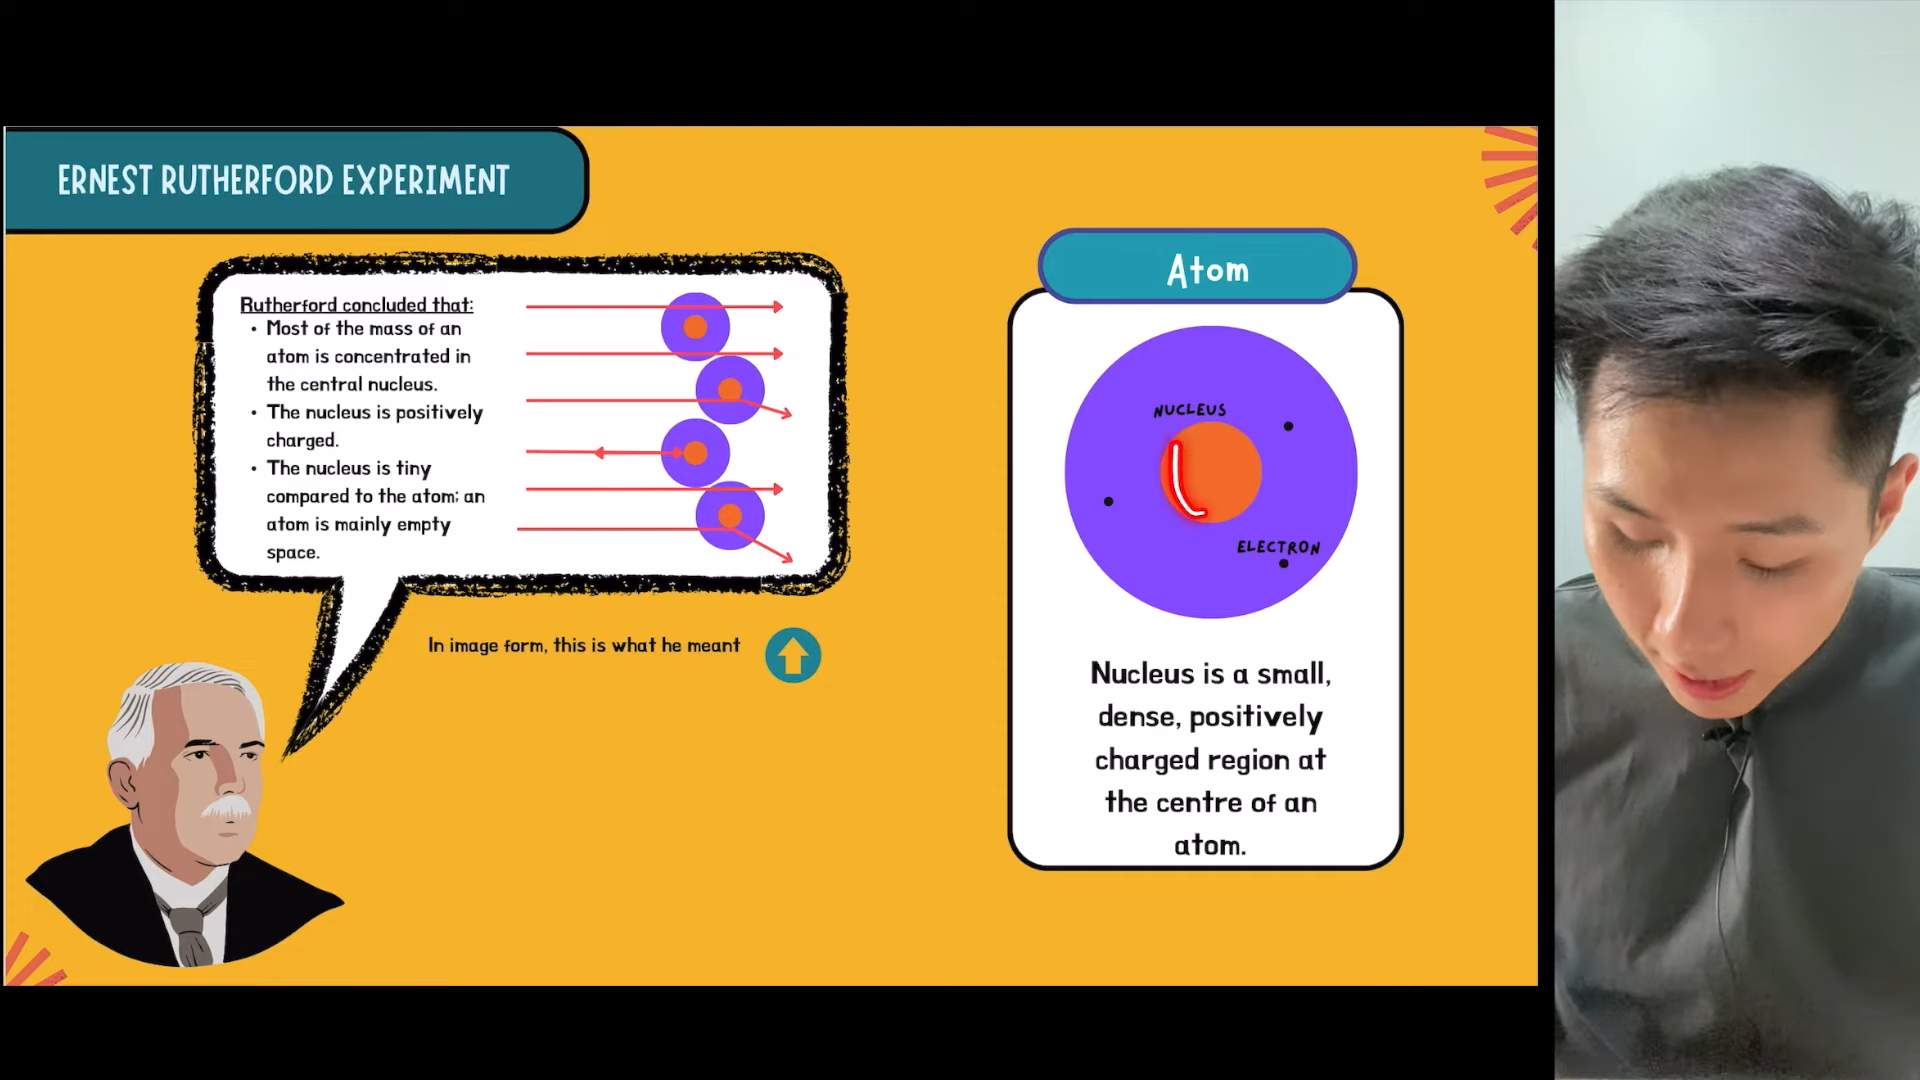 ERNEST RUTHERFORD EXPERIMENT
Rutherford concluded that:
• Most of the mass of an
atom is concentrated in
the central nucleus.
• The nucleus is positively
charged.
• The nucleus is tiny
compared to the atom; an
atom is mainly empty
space.
In image form, this is what he meant
Atom
NUCLEUS
ELECTRON
Nucleus is a small,
dense, positively
charged region at
the centre of an
atom.